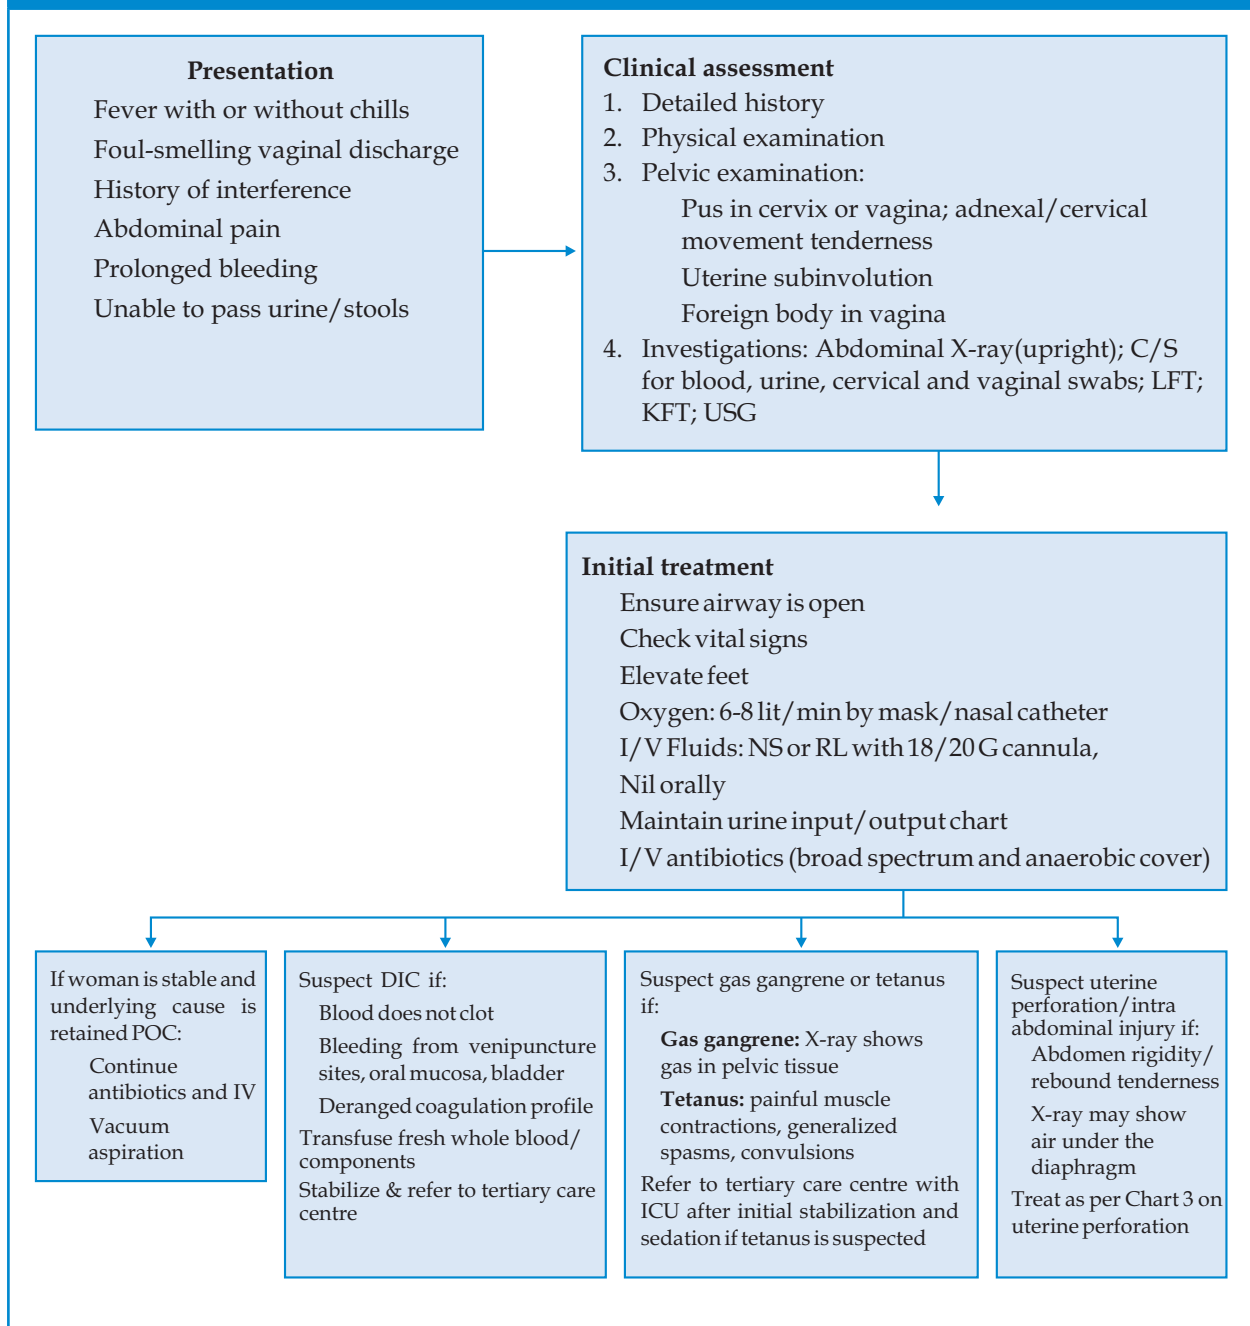 Presentation
Fever with or without chills
Foul-smelling vaginal discharge
History of interference
Abdominal pain
Prolonged bleeding
Unable to pass urine/stools
Clinical assessment
1. Detailed history
2. Physical examination
3. Pelvic examination:
Pus in cervix or vagina; adnexal/cervical
movement tenderness
Uterine subinvolution
Foreign body in vagina
4. Investigations: Abdominal X-ray(upright); C/S
for blood, urine, cervical and vaginal swabs; LFT;
KFT; USG
Initial treatment
Ensure airway is open
Check vital signs
Elevate feet
Oxygen: 6-8 lit/min by mask/nasal catheter
I/V Fluids: NS or RL with 18/20 G cannula,
Nil orally
Maintain urine input/output chart
I/V antibiotics (broad spectrum and anaerobic cover)
If woman is stable and
underlying cause is
retained POC:
Continue
antibiotics and IV
Vacuum
aspiration
Suspect DIC if:
Blood does not clot
Bleeding from venipuncture
sites, oral mucosa, bladder
Deranged coagulation profile
Transfuse fresh whole blood/
components
Stabilize & refer to tertiary care
centre
Suspect gas gangrene or tetanus
if:
Gas gangrene: X-ray shows
gas in pelvic tissue
Tetanus: painful muscle
contractions, generalized
spasms, convulsions
Refer to tertiary care centre with
ICU after initial stabilization and
sedation if tetanus is suspected
Suspect uterine
perforation/intra
abdominal injury if:
Abdomen rigidity/
rebound tenderness
X-ray may show
air under the
diaphragm
Treat as per Chart 3 on
uterine perforation